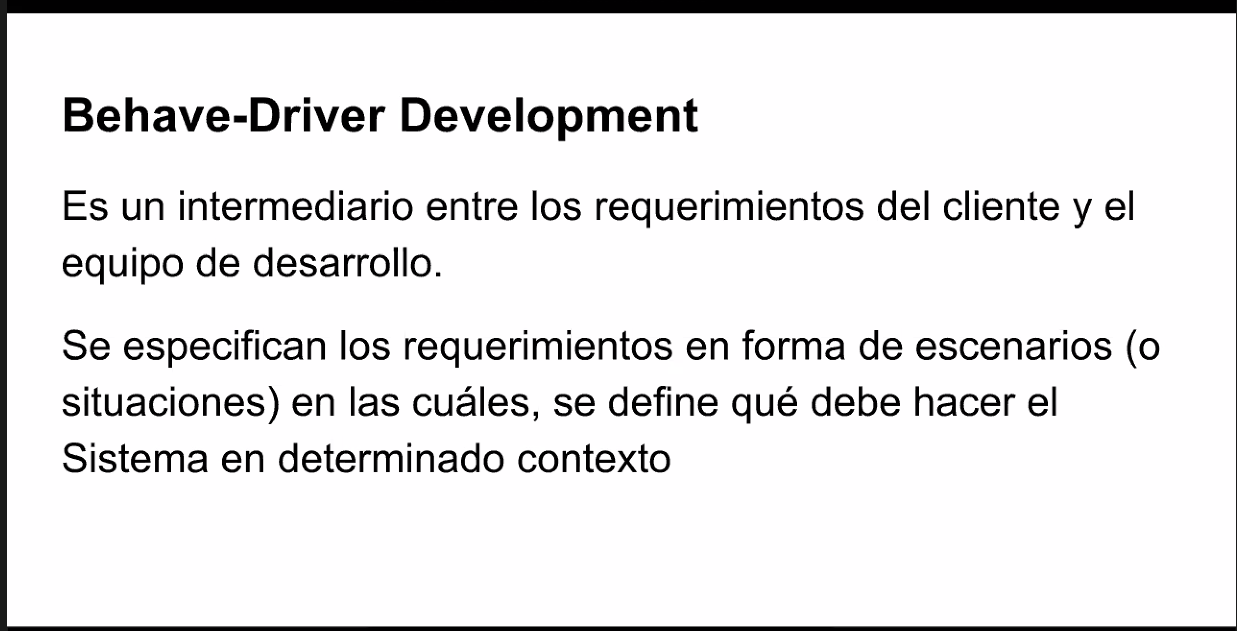 Behave-Driver Development
Es un intermediario entre los requerimientos del cliente y el
equipo de desarrollo.
Se especifican los requerimientos en forma de escenarios (o
situaciones) en las cuáles, se define qué debe hacer el
Sistema en determinado contexto